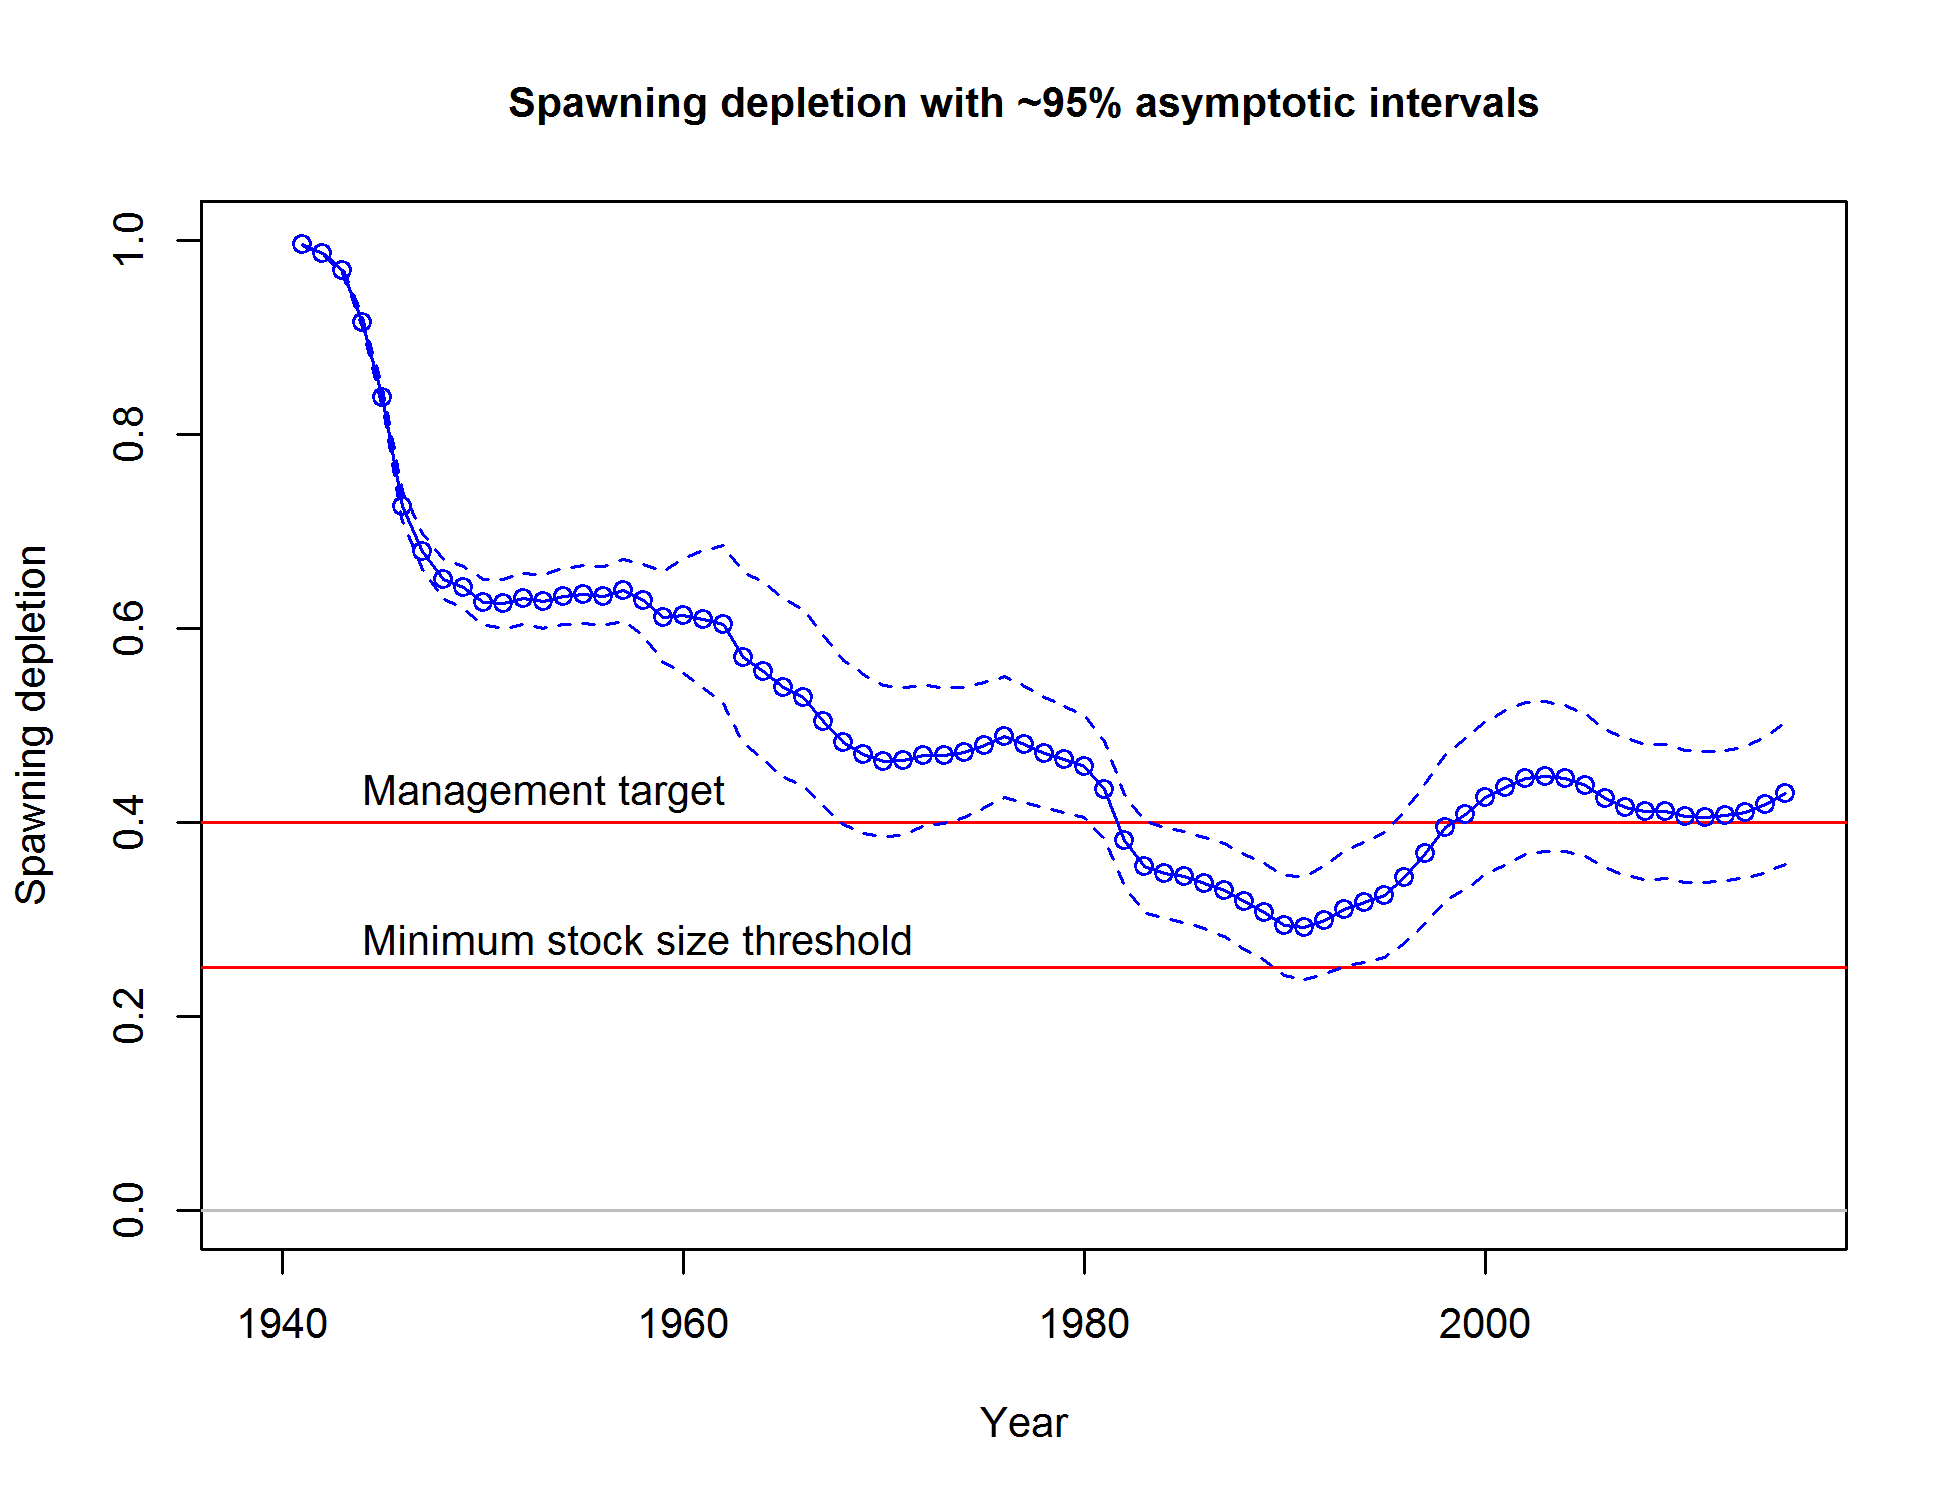 Spawning depletion with ~95% asymptotic intervals
Spawning depletion
1.0
0.8
0.6
0.4
0.2
0.0
Management target
Minimum stock size threshold
1940 1960 1980 2000
Year